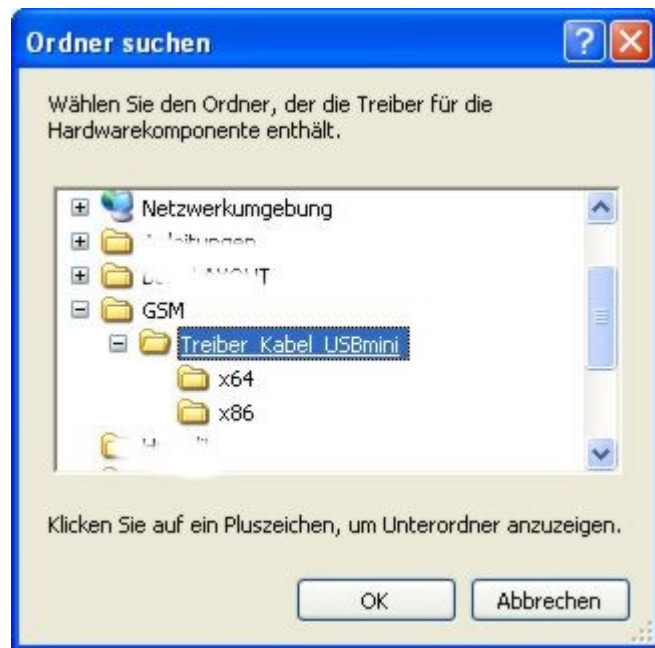 Ordner suchen
Wählen Sie den Ordner, der die Treiber für die
Hardwarekomponente enthält.
Netzwerkumgebung
GSM
Treiber_Kabel_USBmini
x64
x86
Klicken Sie auf ein Pluszeichen, um Unterordner anzuzeigen.
OK Abbrechen